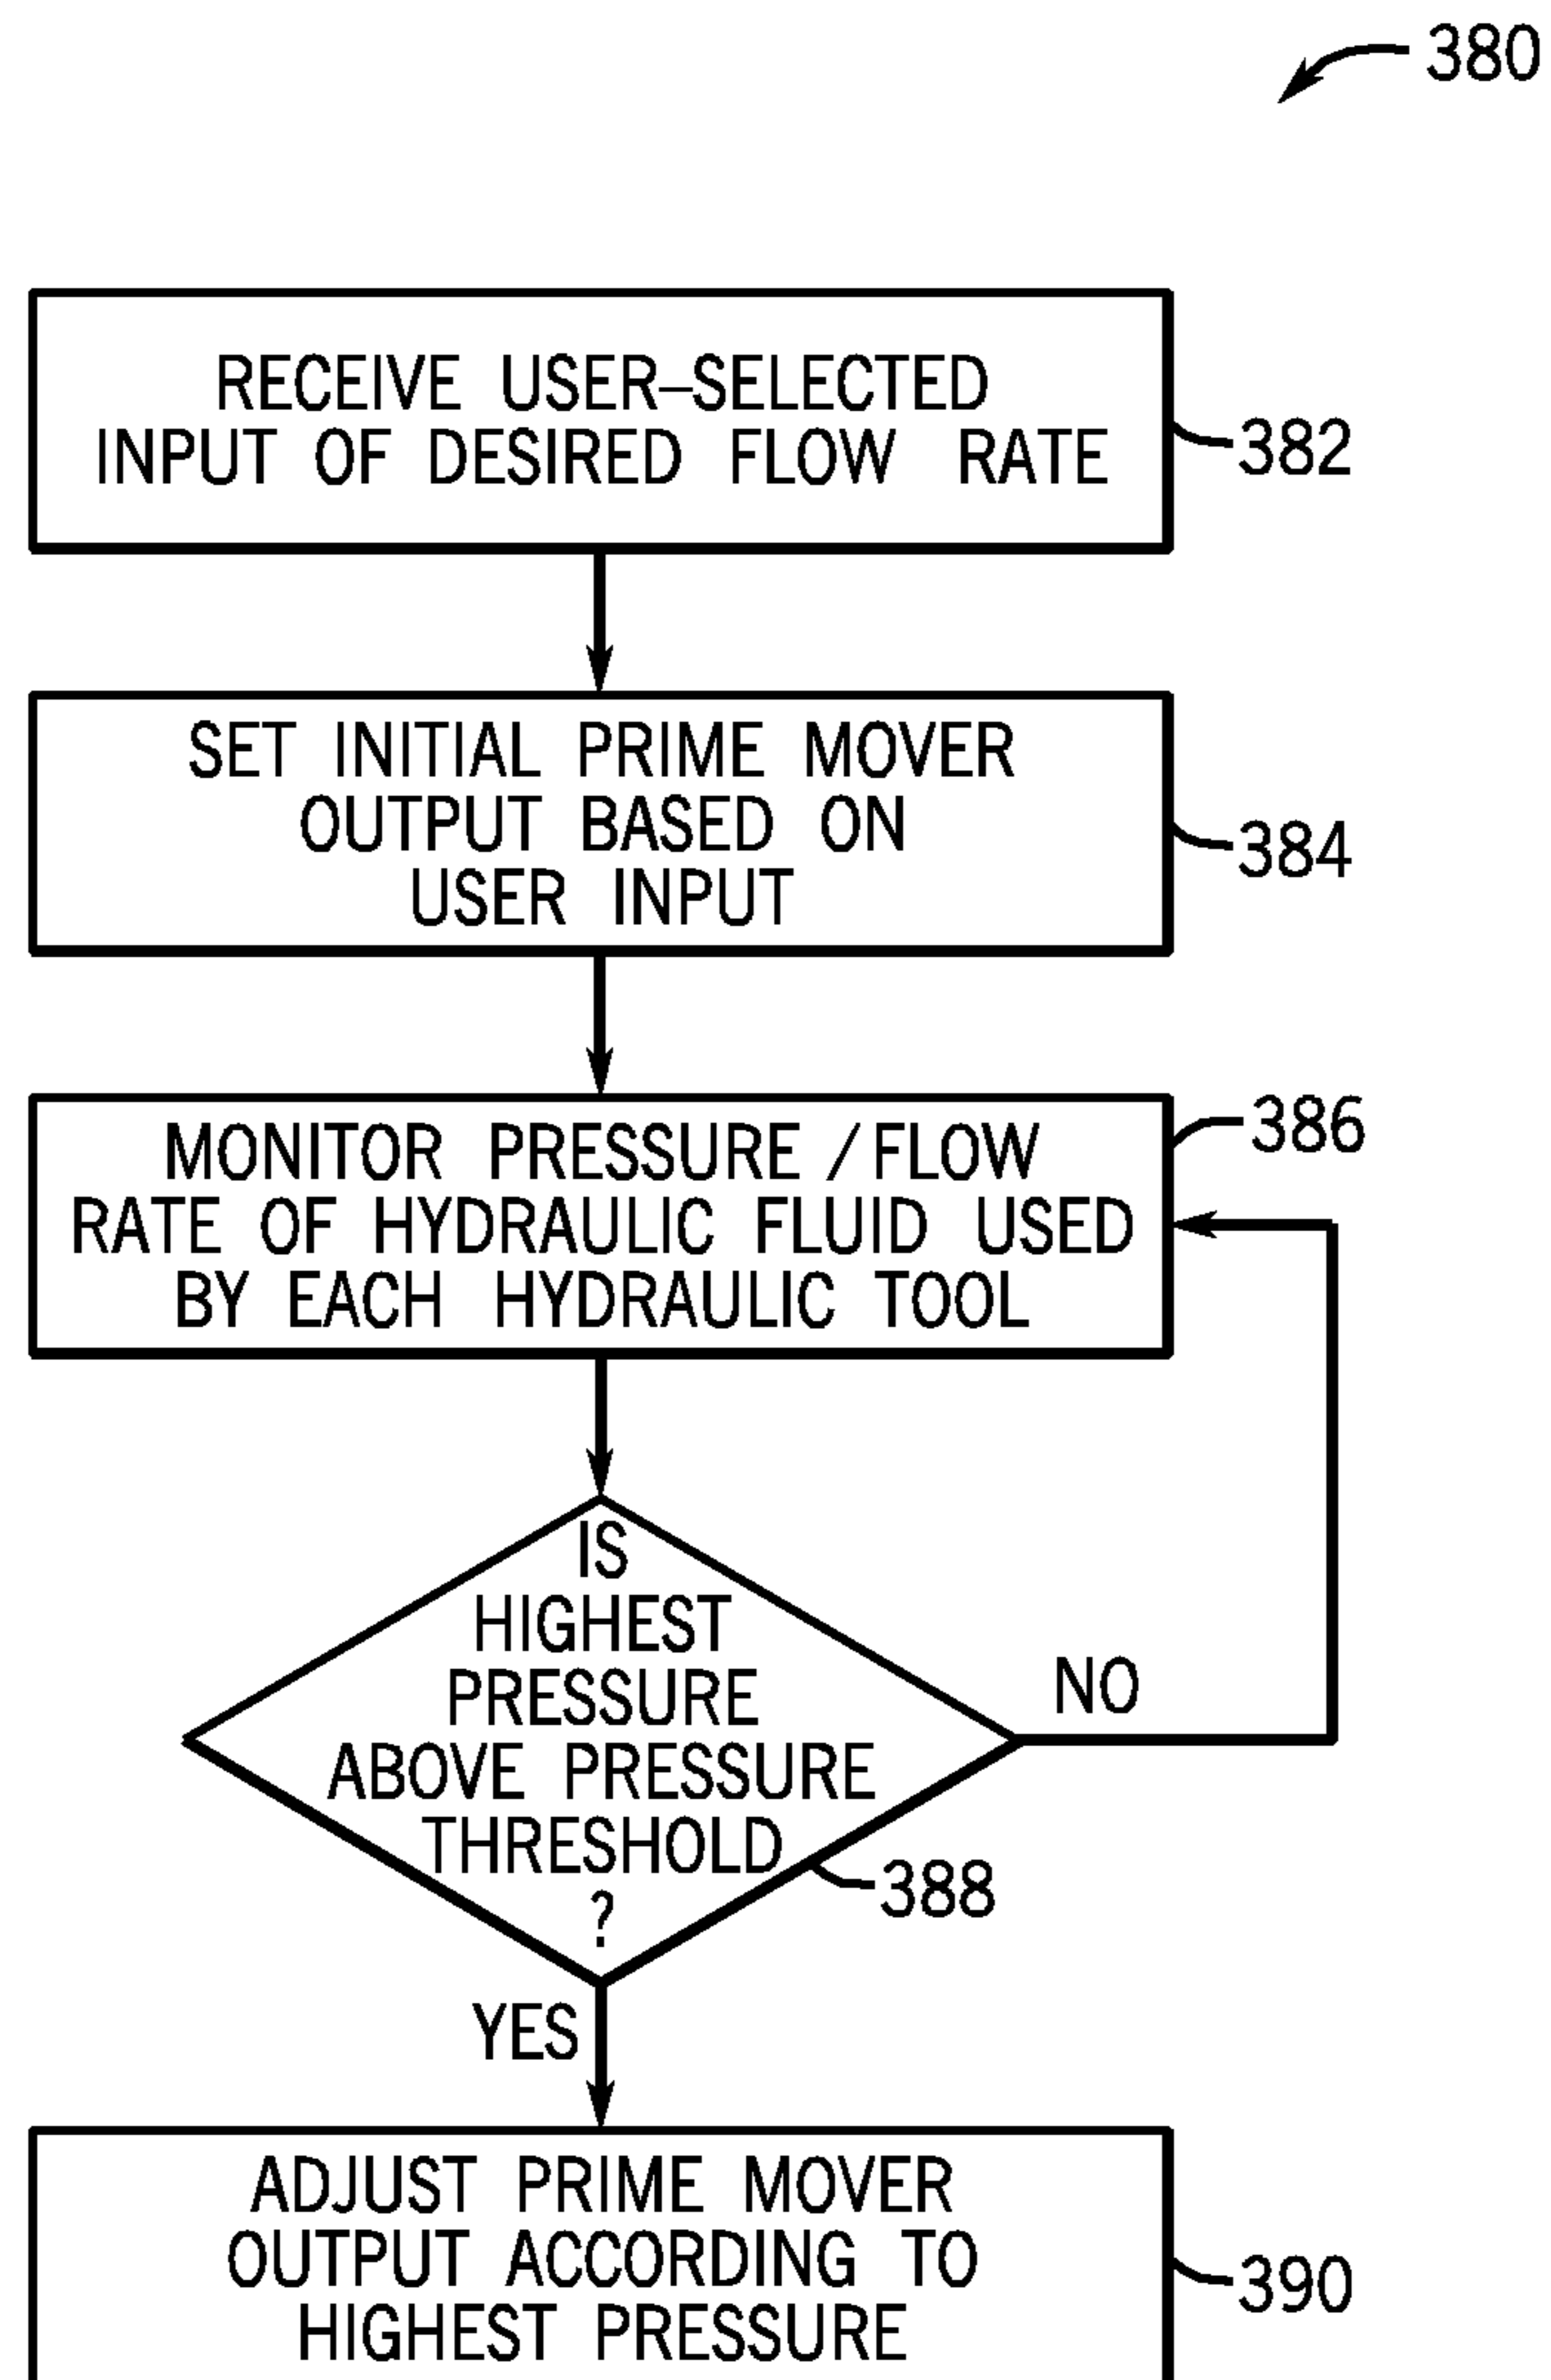 380
RECEIVE USER-SELECTED
INPUT OF DESIRED FLOW RATE
382
SET INITIAL PRIME MOVER
OUTPUT BASED ON
USER INPUT
384
MONITOR PRESSURE/FLOW
RATE OF HYDRAULIC FLUID USED
BY EACH HYDRAULIC TOOL
386
IS
HIGHEST
PRESSURE
ABOVE PRESSURE
THRESHOLD
?
NO
388
YES
ADJUST PRIME MOVER
OUTPUT ACCORDING TO
HIGHEST PRESSURE
390